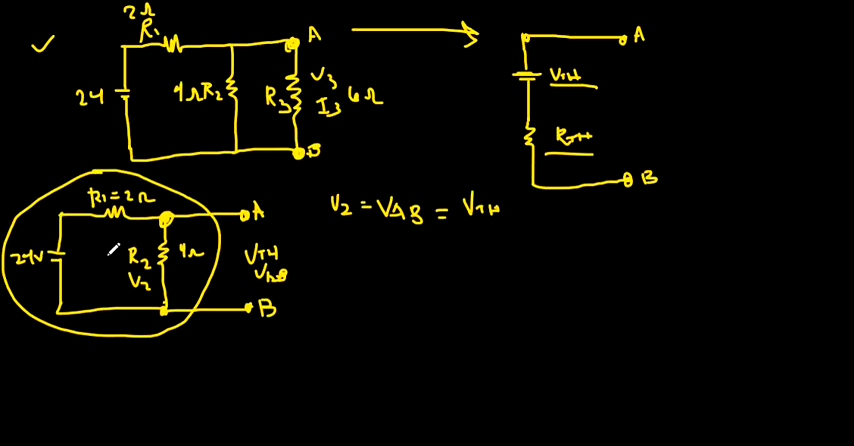 2Ω
R₁
A
24
4Ω R₂
R₃
V₃
I₃ 6Ω
B
A
VTH
RTH
B
R₁ = 2Ω
A
24V
R₂
4Ω
V₂
VTH
VAB
B
V₂ = VAB = VTH